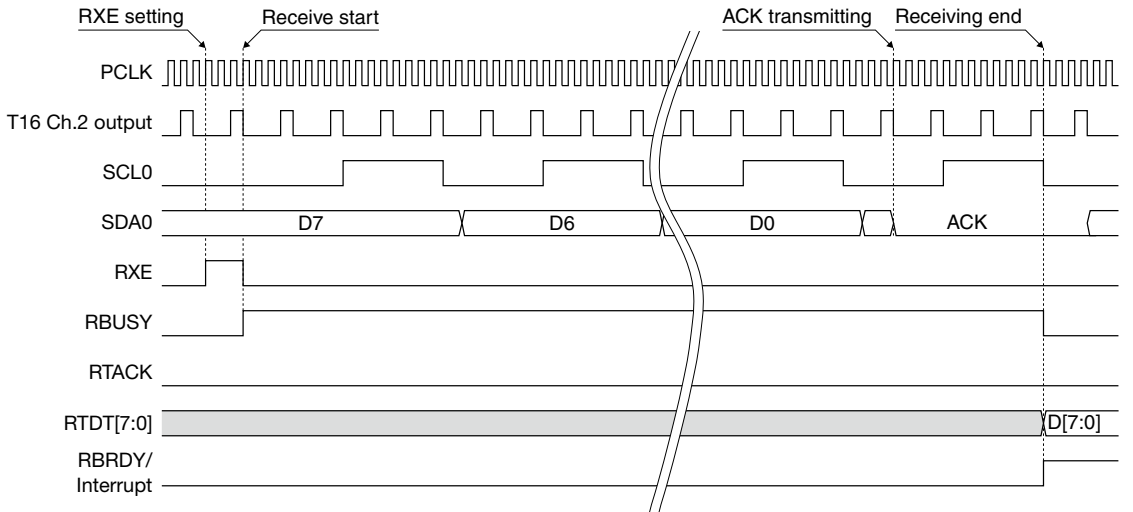 RXE setting
Receive start
ACK transmitting
Receiving end
PCLK
T16 Ch.2 output
SCL0
SDA0
D7
D6
D0
ACK
RXE
RBUSY
RTACK
RTDT[7:0]
D[7:0]
RBRDY/
Interrupt